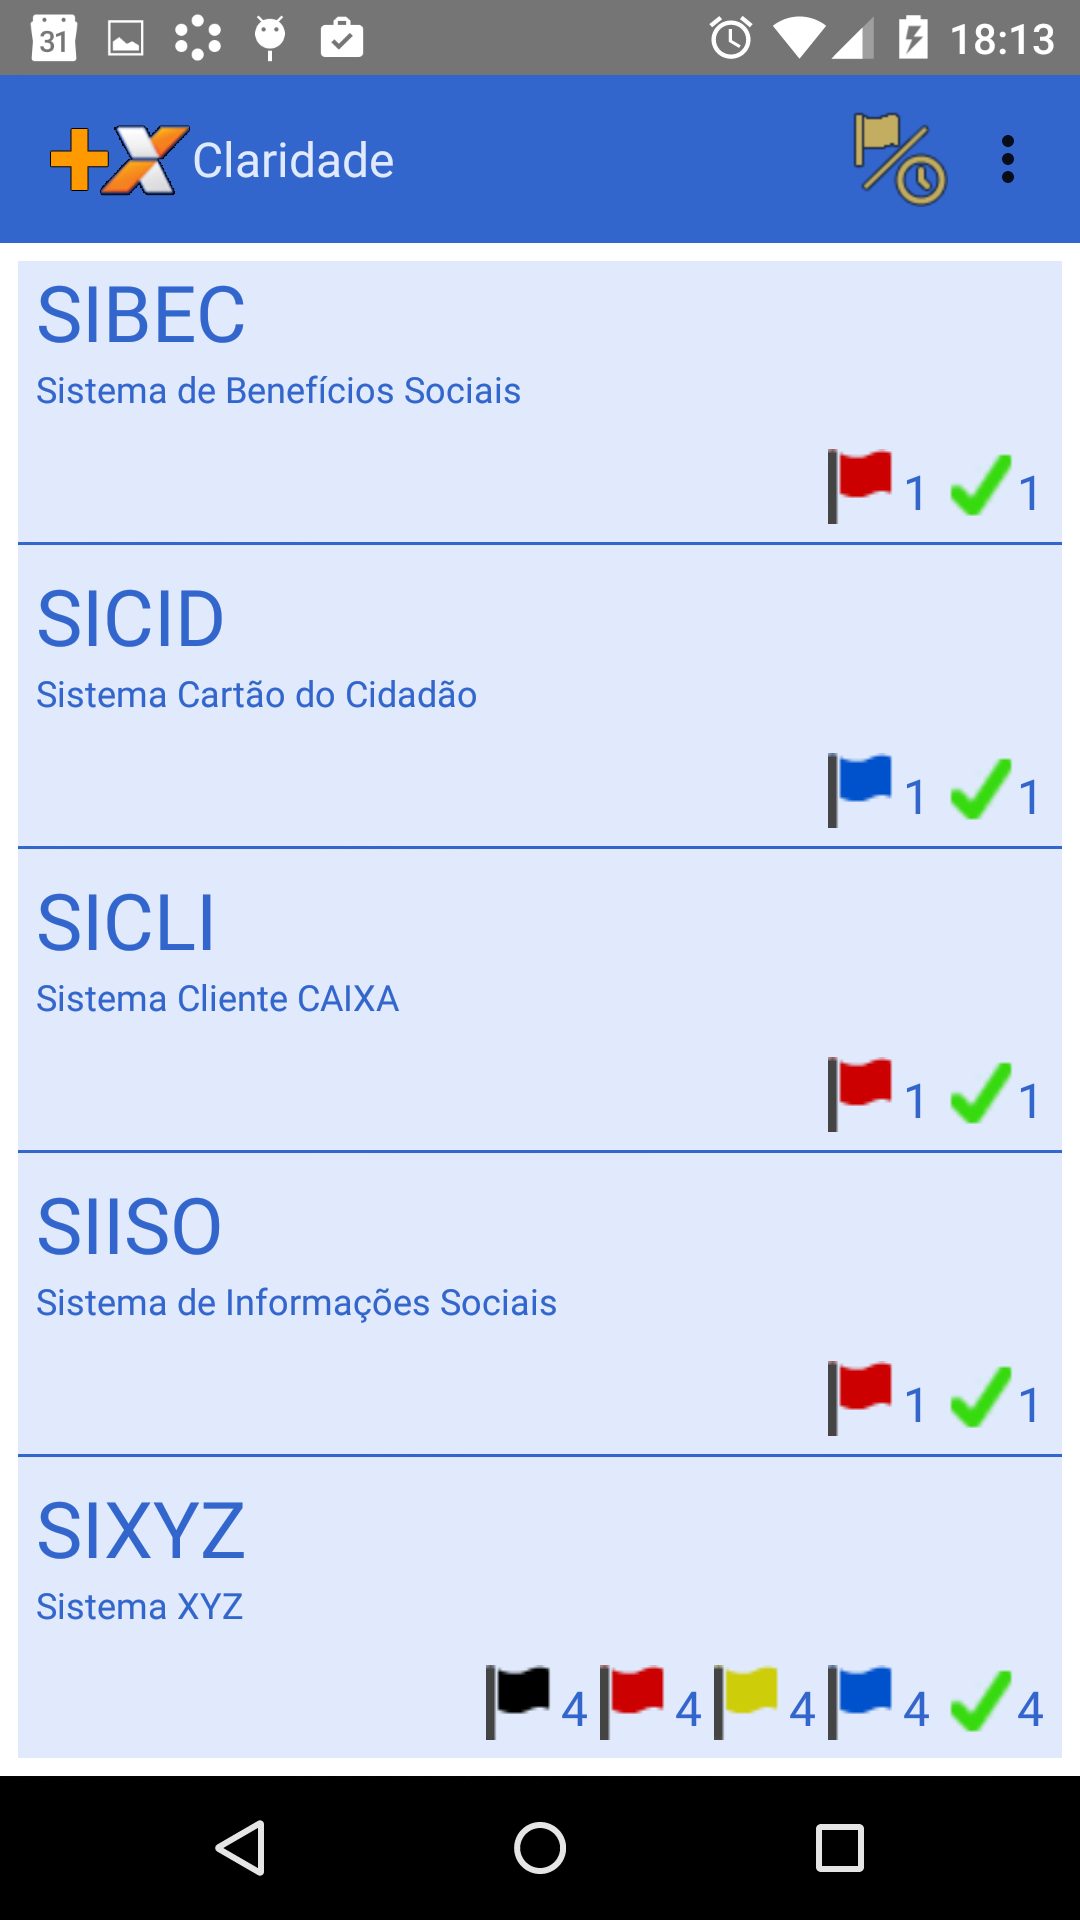 31 18:13
+X Claridade
SIBEC
Sistema de Benefícios Sociais
1 1
SICID
Sistema Cartão do Cidadão
1 1
SICLI
Sistema Cliente CAIXA
1 1
SIISO
Sistema de Informações Sociais
1 1
SIXYZ
Sistema XYZ
4 4 4 4 4